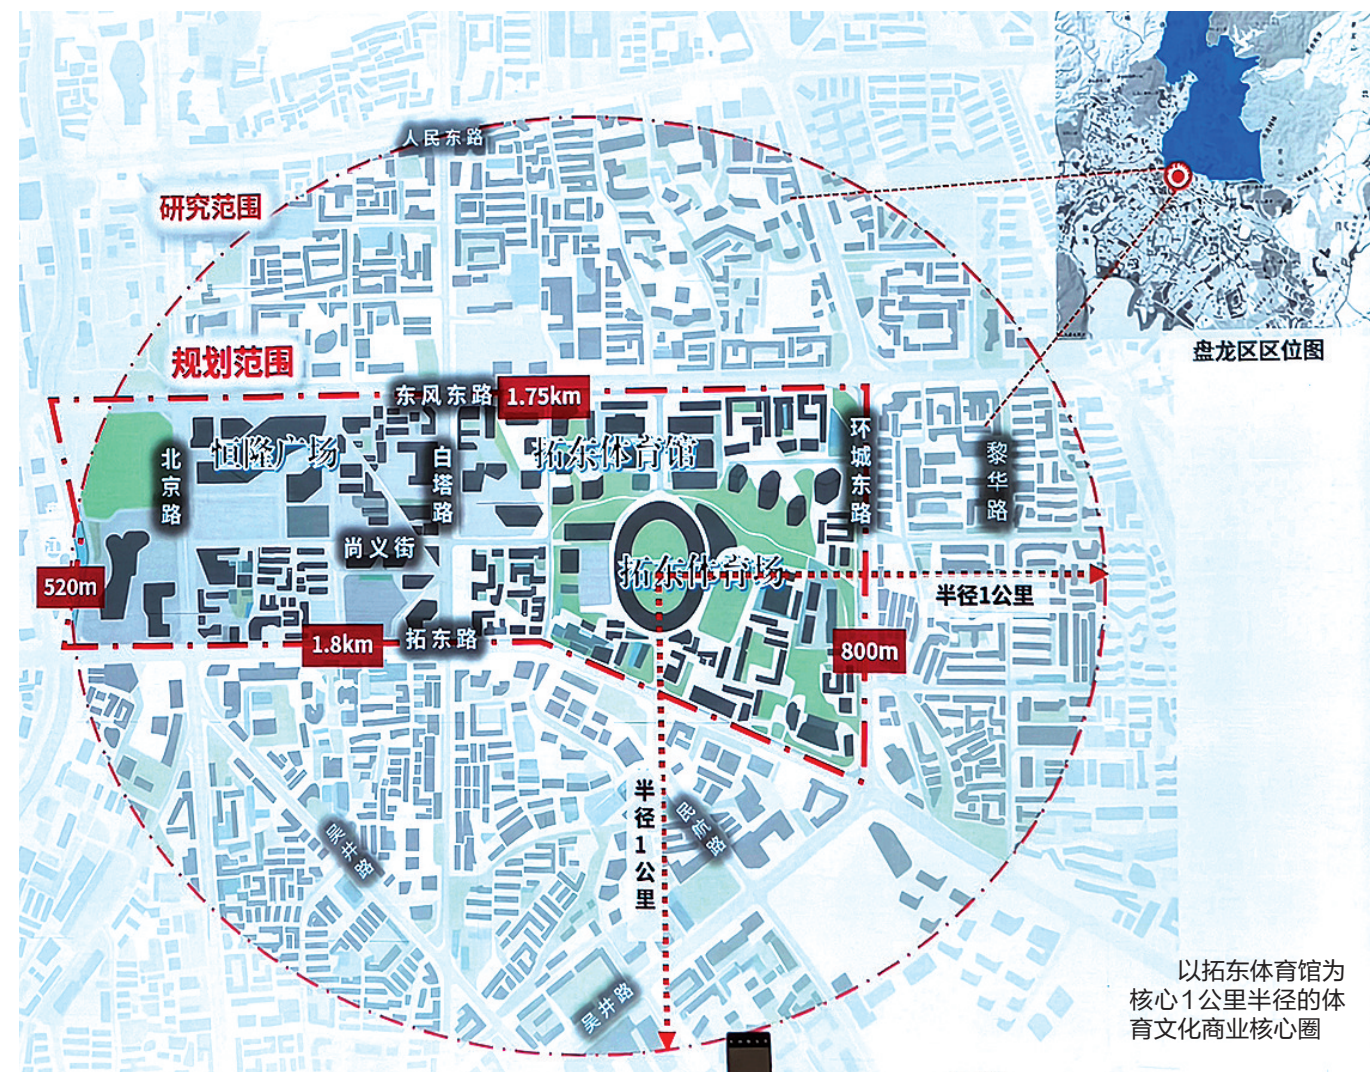 人民东路
研究范围
盘龙区区位图
规划范围
东风东路
1.75km
恒隆广场
拓东体育馆
北京路
白塔路
环城东路
黎华路
尚义街
拓东体育场
520m
半径1公里
1.8km
拓东路
800m
半径1公里
民航路
吴井路
吴井路
以拓东体育馆为
核心1公里半径的体
育文化商业核心圈